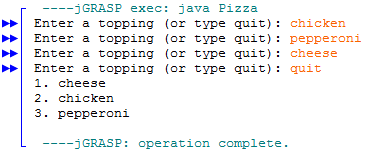 ----jGRASP exec: java Pizza
Enter a topping (or type quit): chicken
Enter a topping (or type quit): pepperoni
Enter a topping (or type quit): cheese
Enter a topping (or type quit): quit
1. cheese
2. chicken
3. pepperoni
----jGRASP: operation complete.